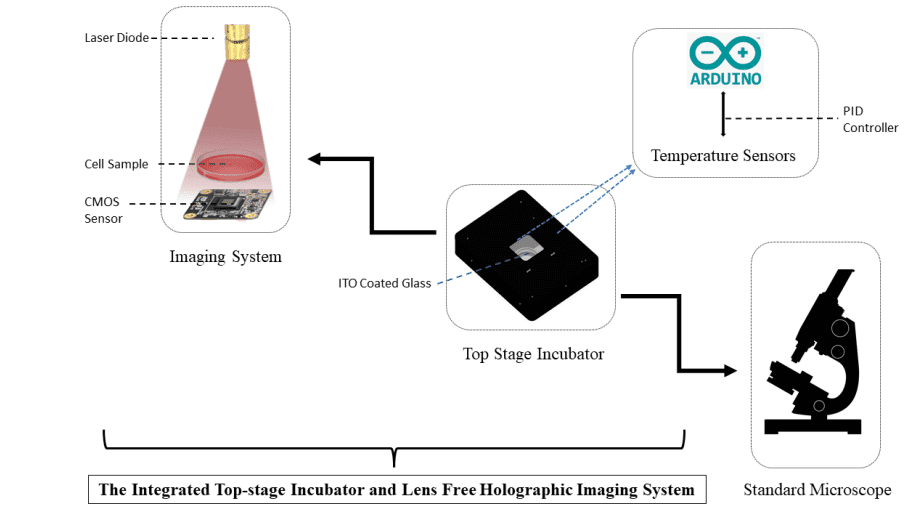 Laser Diode
Cell Sample
CMOS
Sensor
Imaging System
ARDUINO
PID
Controller
Temperature Sensors
ITO Coated Glass
Top Stage Incubator
The Integrated Top-stage Incubator and Lens Free Holographic Imaging System
Standard Microscope